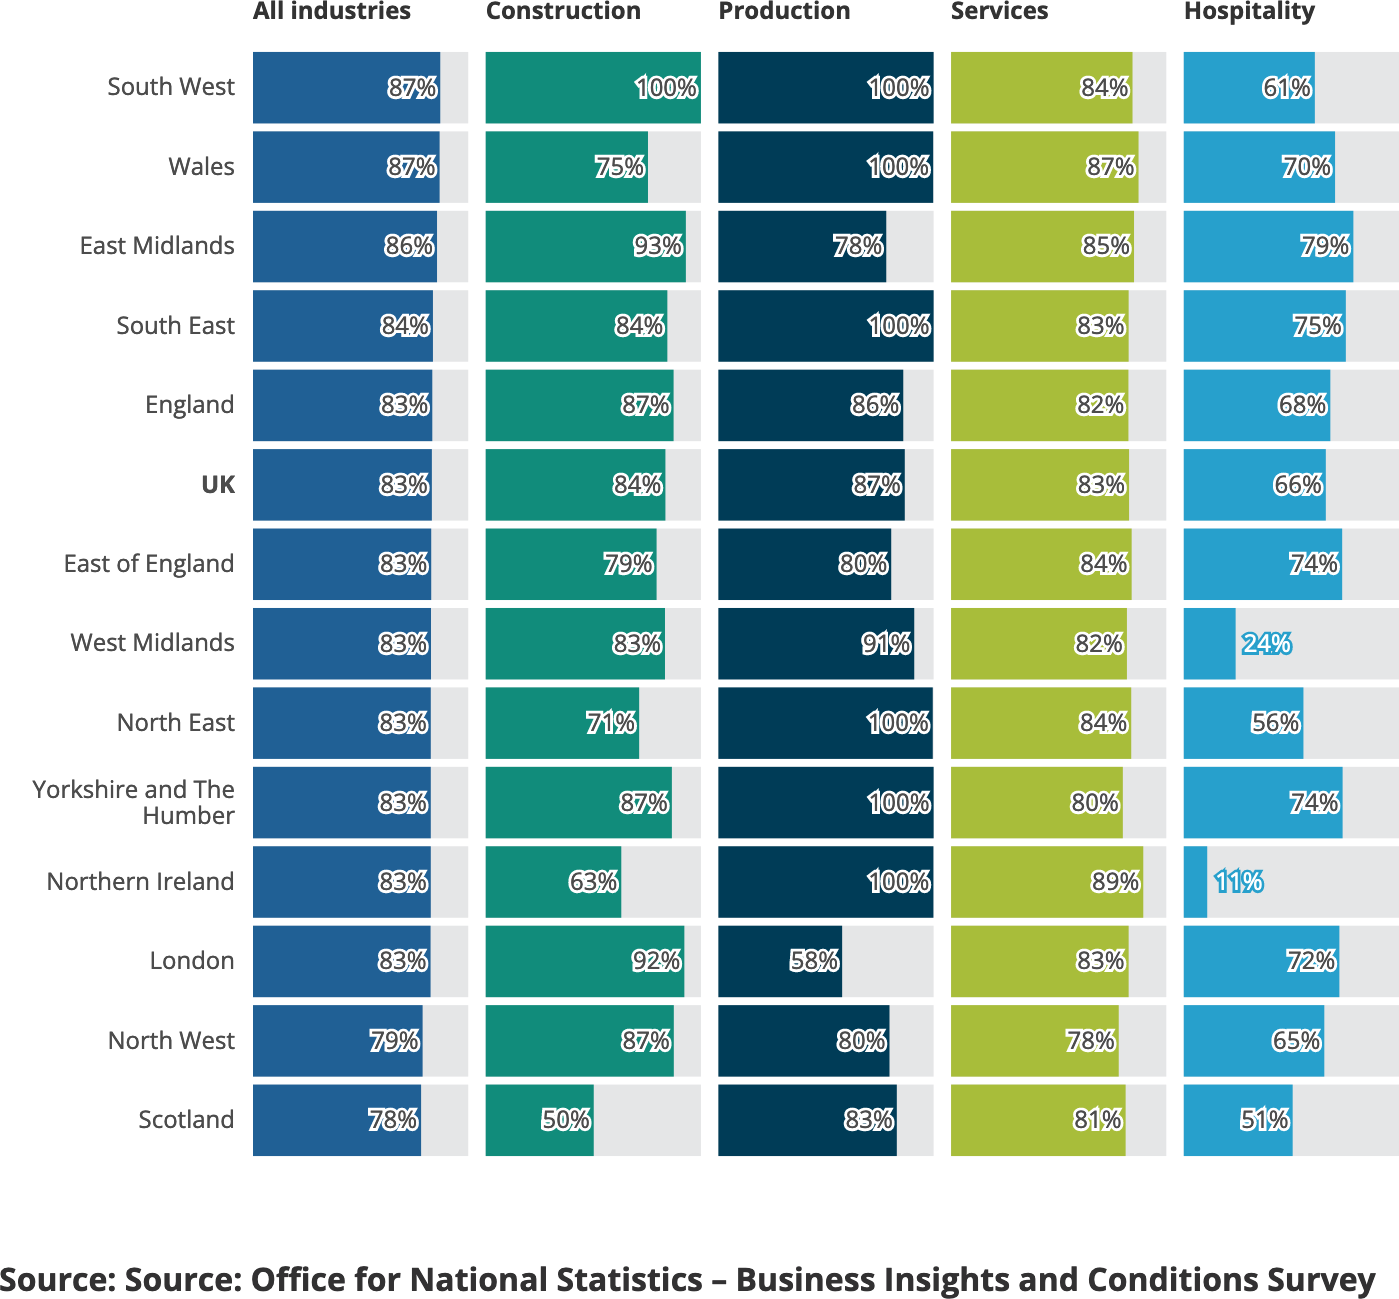 All industries Construction Production Services Hospitality
South West 87% 100% 100% 84% 61%
Wales 87% 75% 100% 87% 70%
East Midlands 86% 93% 78% 85% 79%
South East 84% 84% 100% 83% 75%
England 83% 87% 86% 82% 68%
UK 83% 84% 87% 83% 66%
East of England 83% 79% 80% 84% 74%
West Midlands 83% 83% 91% 82% 24%
North East 83% 71% 100% 84% 56%
Yorkshire and The
Humber 83% 87% 100% 80% 74%
Northern Ireland 83% 63% 100% 89% 11%
London 83% 92% 58% 83% 72%
North West 79% 87% 80% 78% 65%
Scotland 78% 50% 83% 81% 51%
Source: Source: Office for National Statistics – Business Insights and Conditions Survey